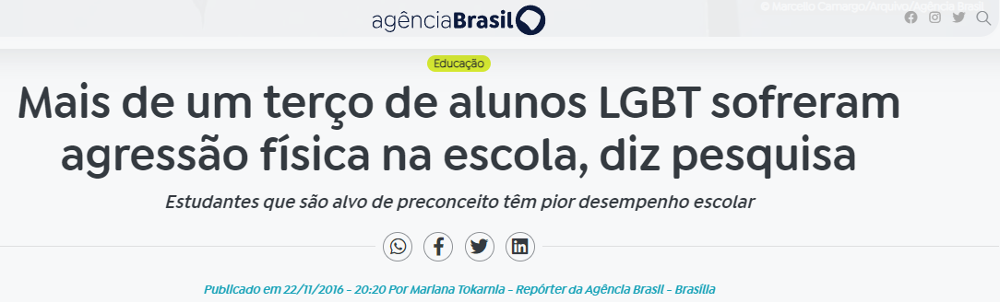 © Marcello Camargo/Arquivo/Agência Brasil
agênciaBrasil
Educação
Mais de um terço de alunos LGBT sofreram
agressão física na escola, diz pesquisa
Estudantes que são alvo de preconceito têm pior desempenho escolar
Publicado em 22/11/2016 - 20:20 Por Mariana Tokarnia - Repórter da Agência Brasil - Brasília